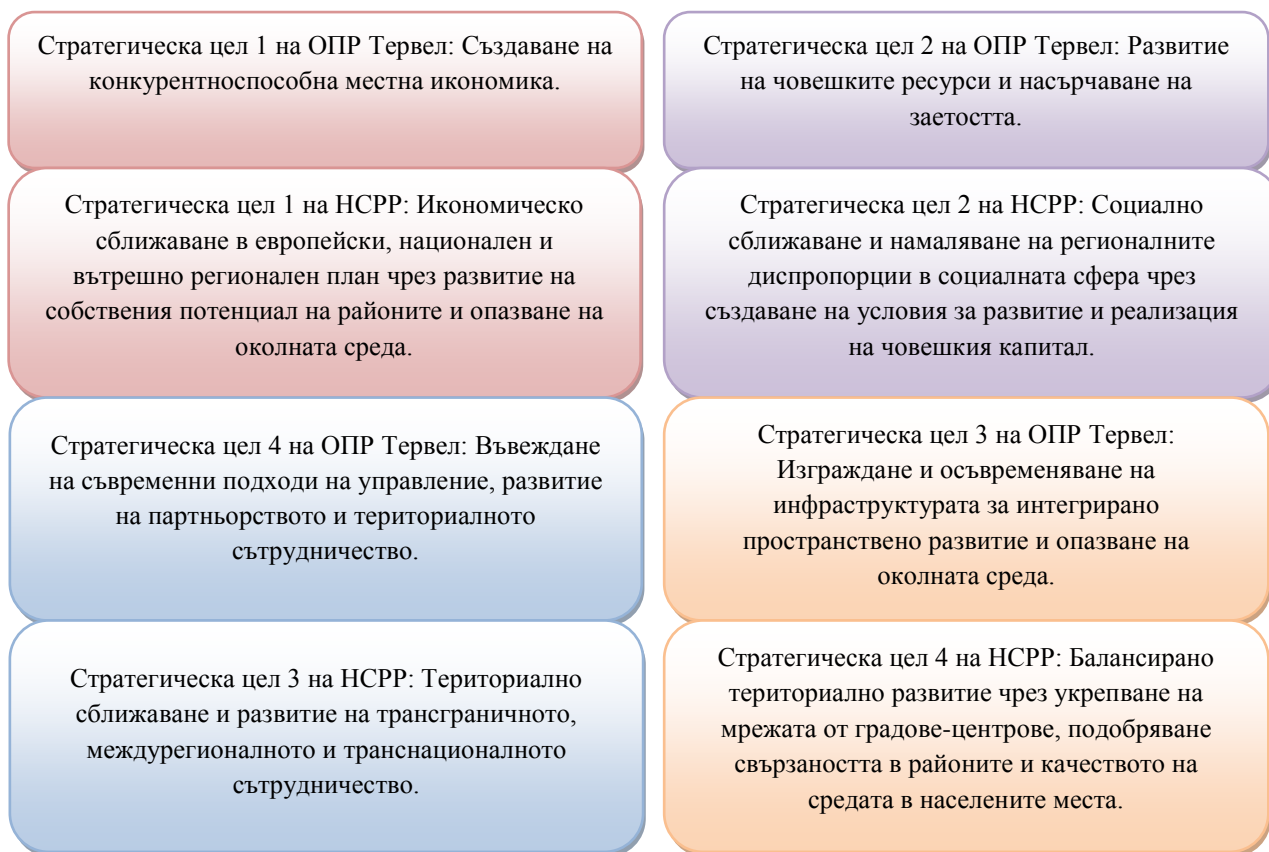 Стратегическа цел 1 на ОПР Тервел: Създаване на
конкурентноспособна местна икономика.
Стратегическа цел 2 на ОПР Тервел: Развитие
на човешките ресурси и насърчаване на
заетостта.
Стратегическа цел 1 на НСРР: Икономическо
сближаване в европейски, национален и
вътрешно регионален план чрез развитие на
собствения потенциал на районите и опазване на
околната среда.
Стратегическа цел 2 на НСРР: Социално
сближаване и намаляване на регионалните
диспропорции в социалната сфера чрез
създаване на условия за развитие и реализация
на човешкия капитал.
Стратегическа цел 4 на ОПР Тервел: Въвеждане
на съвременни подходи на управление, развитие
на партньорството и териториалното
сътрудничество.
Стратегическа цел 3 на ОПР Тервел:
Изграждане и осъвременяване на
инфраструктурата за интегрирано
пространствено развитие и опазване на
околната среда.
Стратегическа цел 3 на НСРР: Териториално
сближаване и развитие на трансграничното,
междурегионалното и транснационалното
сътрудничество.
Стратегическа цел 4 на НСРР: Балансирано
териториално развитие чрез укрепване на
мрежата от градове-центрове, подобряване
свързаността в районите и качеството на
средата в населените места.